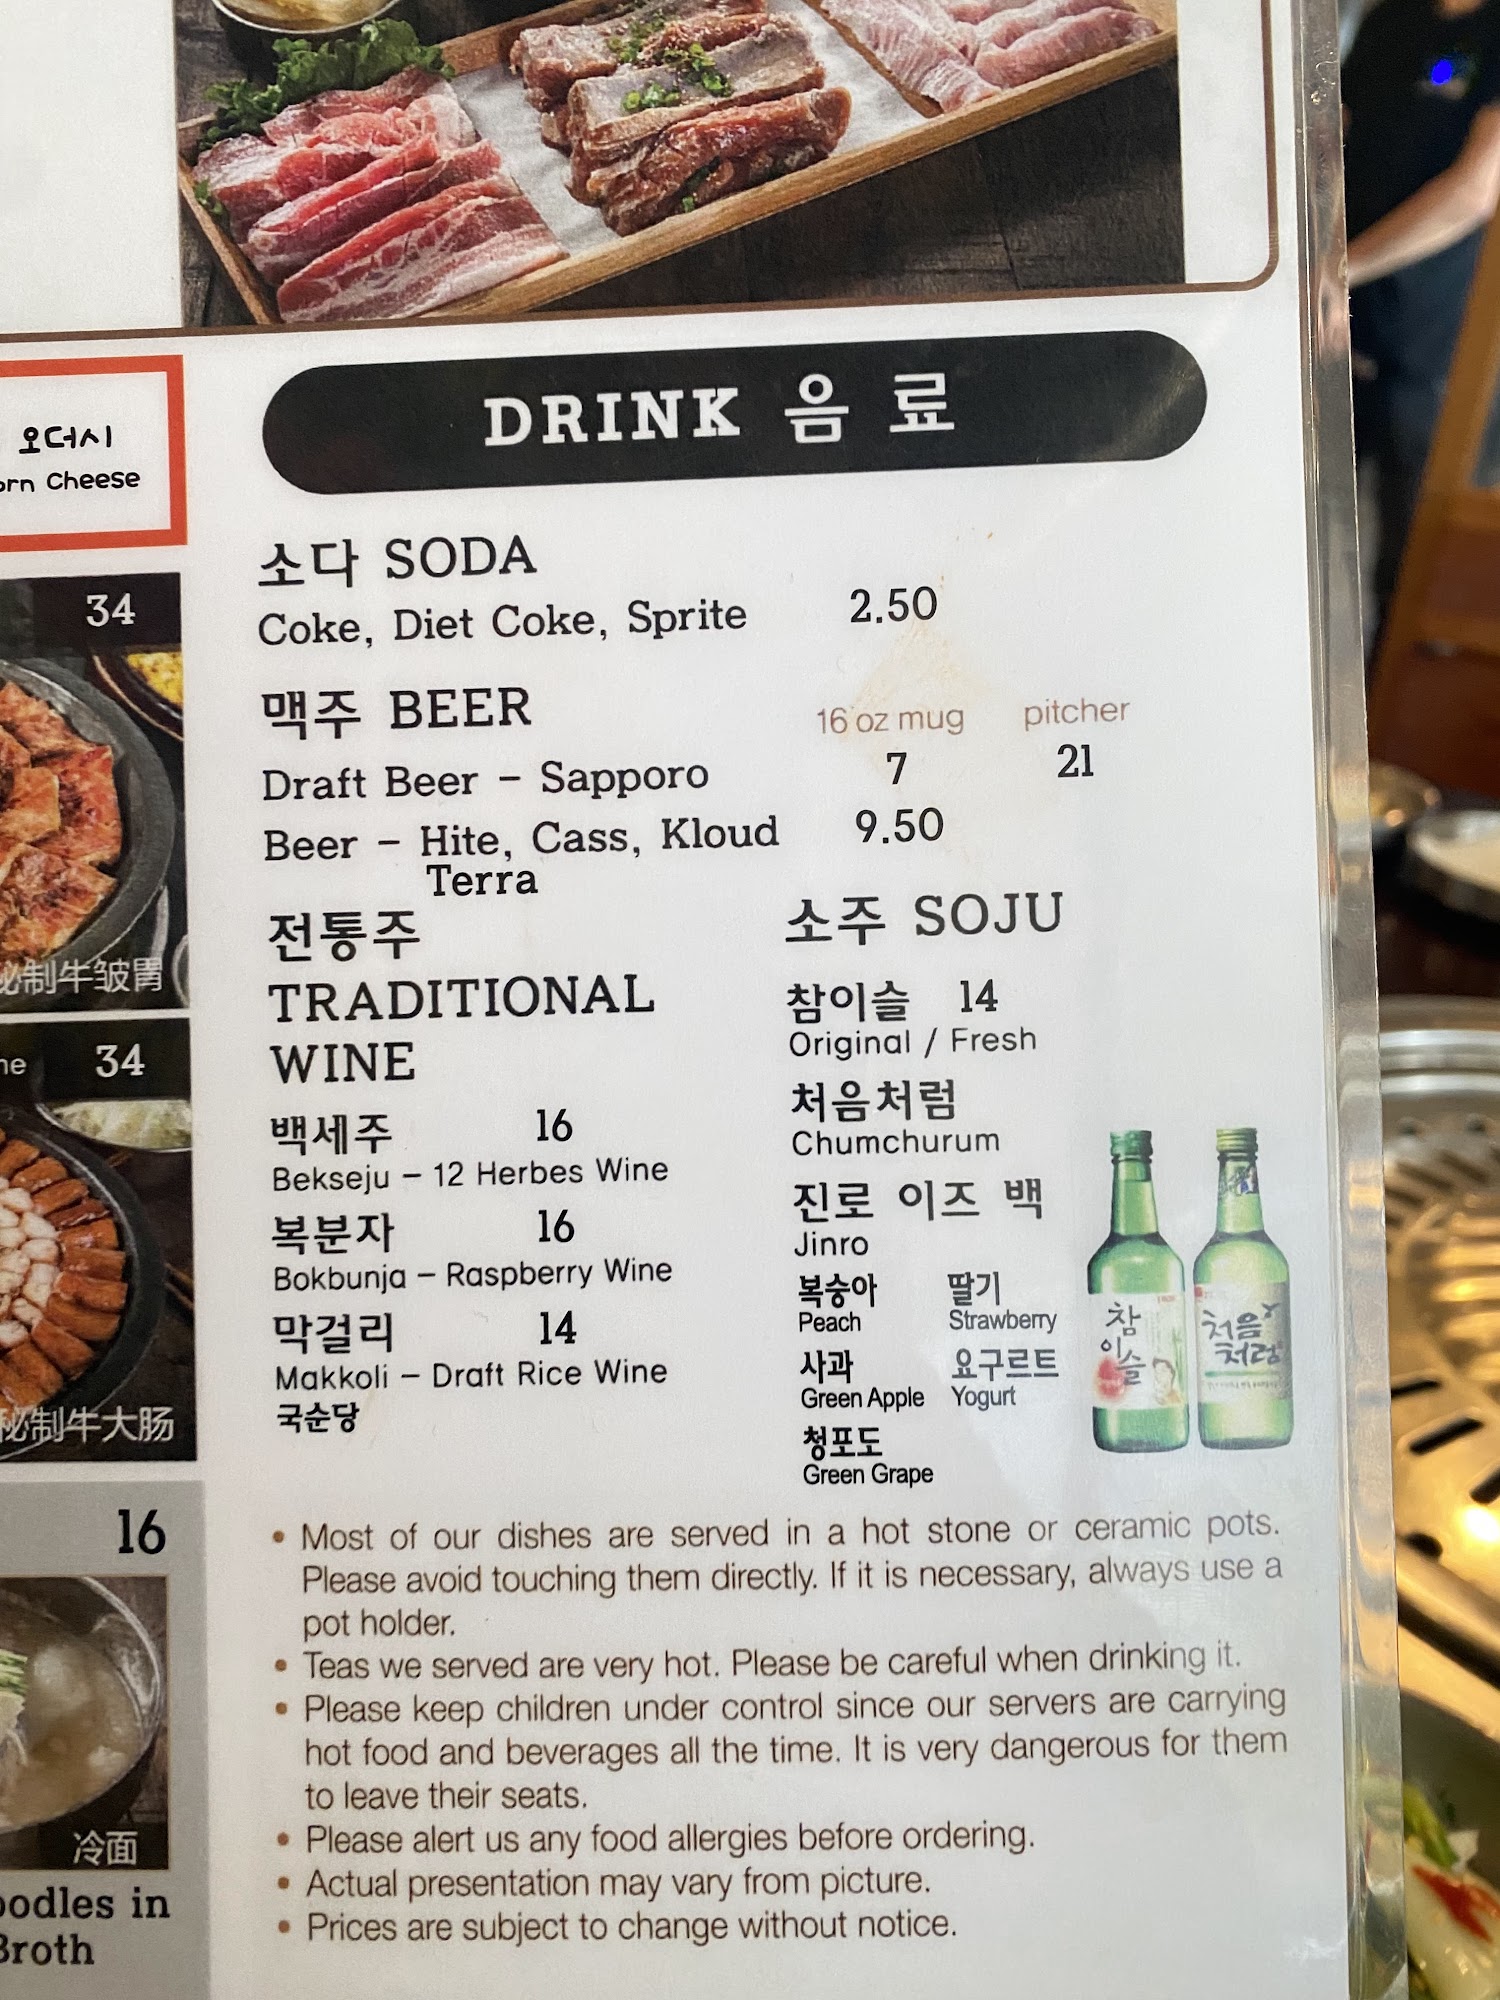 DRINK 음 료
오더시
Cheese
소다 SODA
Coke, Diet Coke, Sprite 2.50
34
맥주 BEER 16 oz mug pitcher
Draft Beer – Sapporo 7 21
Beer – Hite, Cass, Kloud 9.50
Terra
秘制牛皱胃
34
전통주
TRADITIONAL
WINE
백세주 16
Bekseju – 12 Herbes Wine
복분자 16
Bokbunja – Raspberry Wine
막걸리 14
Makkoli – Draft Rice Wine
국순당
秘制牛大肠
소주 SOJU
참이슬 14
Original / Fresh
처음처럼
Chumchurum
진로 이즈 백
Jinro
복숭아 딸기
Peach Strawberry
사과 요구르트
Green Apple Yogurt
청포도
Green Grape
참
이슬
처음
처럼
16
冷面
in
• Most of our dishes are served in a hot stone or ceramic pots.
Please avoid touching them directly. If it is necessary, always use a
pot holder.
• Teas we served are very hot. Please be careful when drinking it.
• Please keep children under control since our servers are carrying
hot food and beverages all the time. It is very dangerous for them
to leave their seats.
• Please alert us any food allergies before ordering.
• Actual presentation may vary from picture.
• Prices are subject to change without notice.